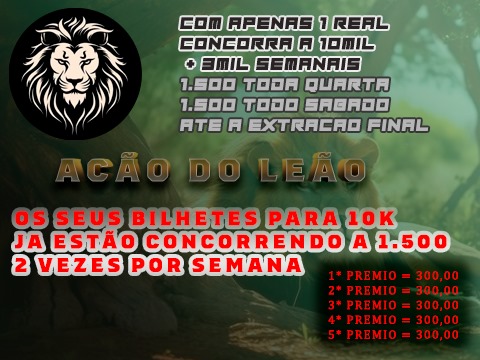 COM APENAS 1 REAL
CONCORRA A 10MIL
+ 3MIL SEMANAIS
1.500 TODA QUARTA
1.500 TODO SABADO
ATE A EXTRACAO FINAL
ACÃO DO LEÃO
OS SEUS BILHETES PARA 10K
JA ESTÃO CONCORRENDO A 1.500
2 VEZES POR SEMANA
1* PREMIO = 300,00
2* PREMIO = 300,00
3* PREMIO = 300,00
4* PREMIO = 300,00
5* PREMIO = 300,00